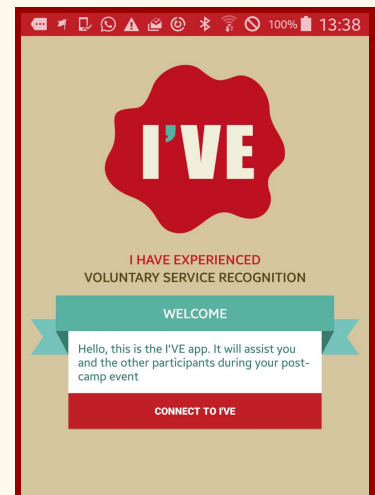 100% 13:38
I'VE
I HAVE EXPERIENCED
VOLUNTARY SERVICE RECOGNITION
WELCOME
Hello, this is the I'VE app. It will assist you
and the other participants during your post-
camp event
CONNECT TO I'VE